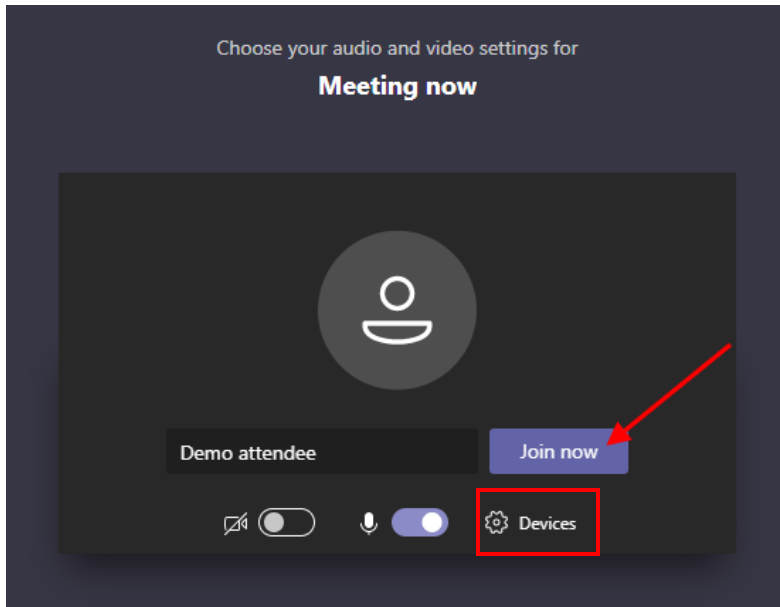 Choose your audio and video settings for
Meeting now
Demo attendee
Join now
Devices